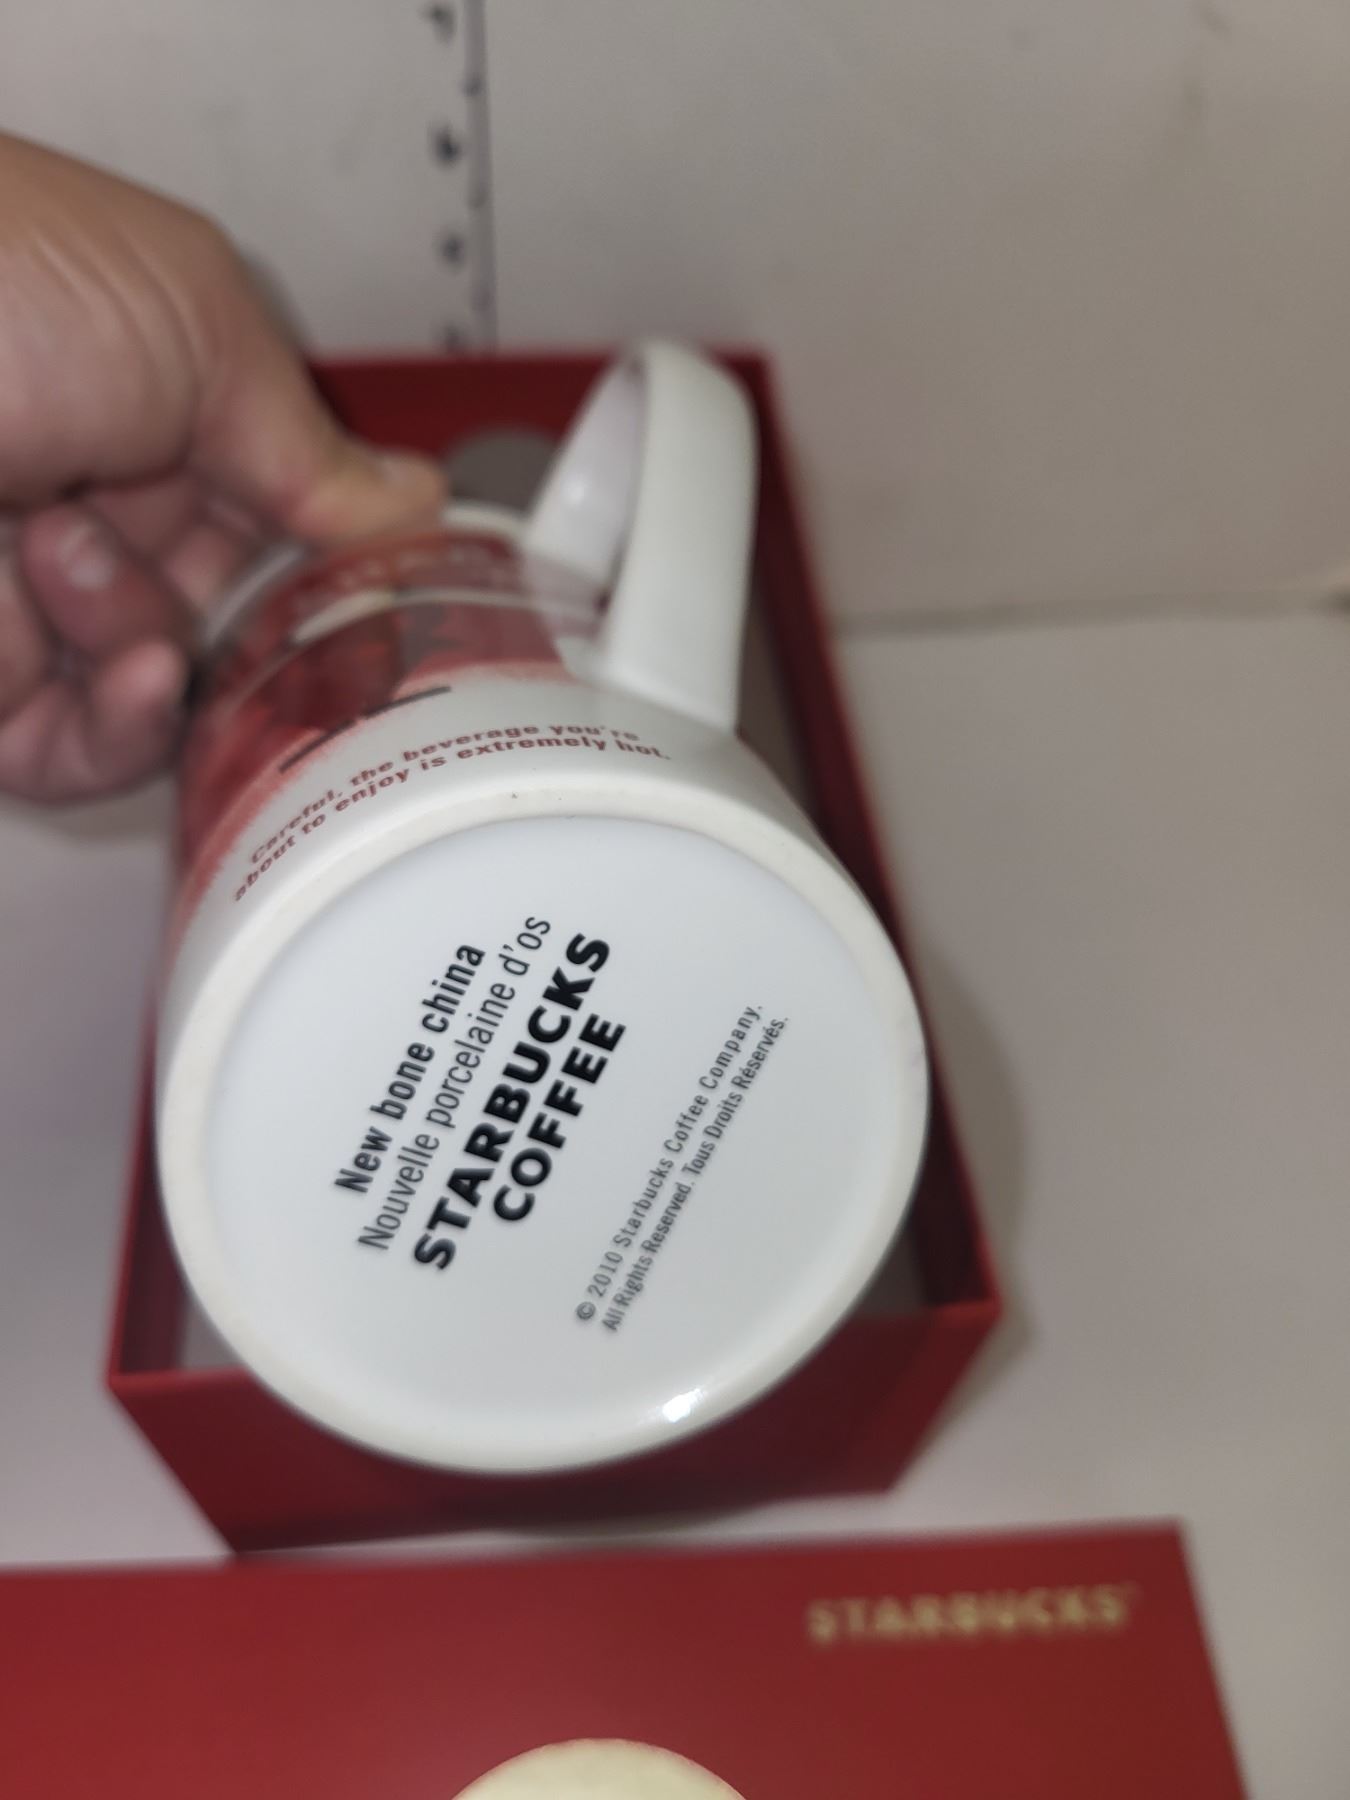 Careful, the beverage you're
about to enjoy is extremely hot.
New bone china
Nouvelle porcelaine d'os
STARBUCKS
COFFEE
© 2010 Starbucks Coffee Company.
All Rights Reserved. Tous Droits Réservés.
STARBUCKS